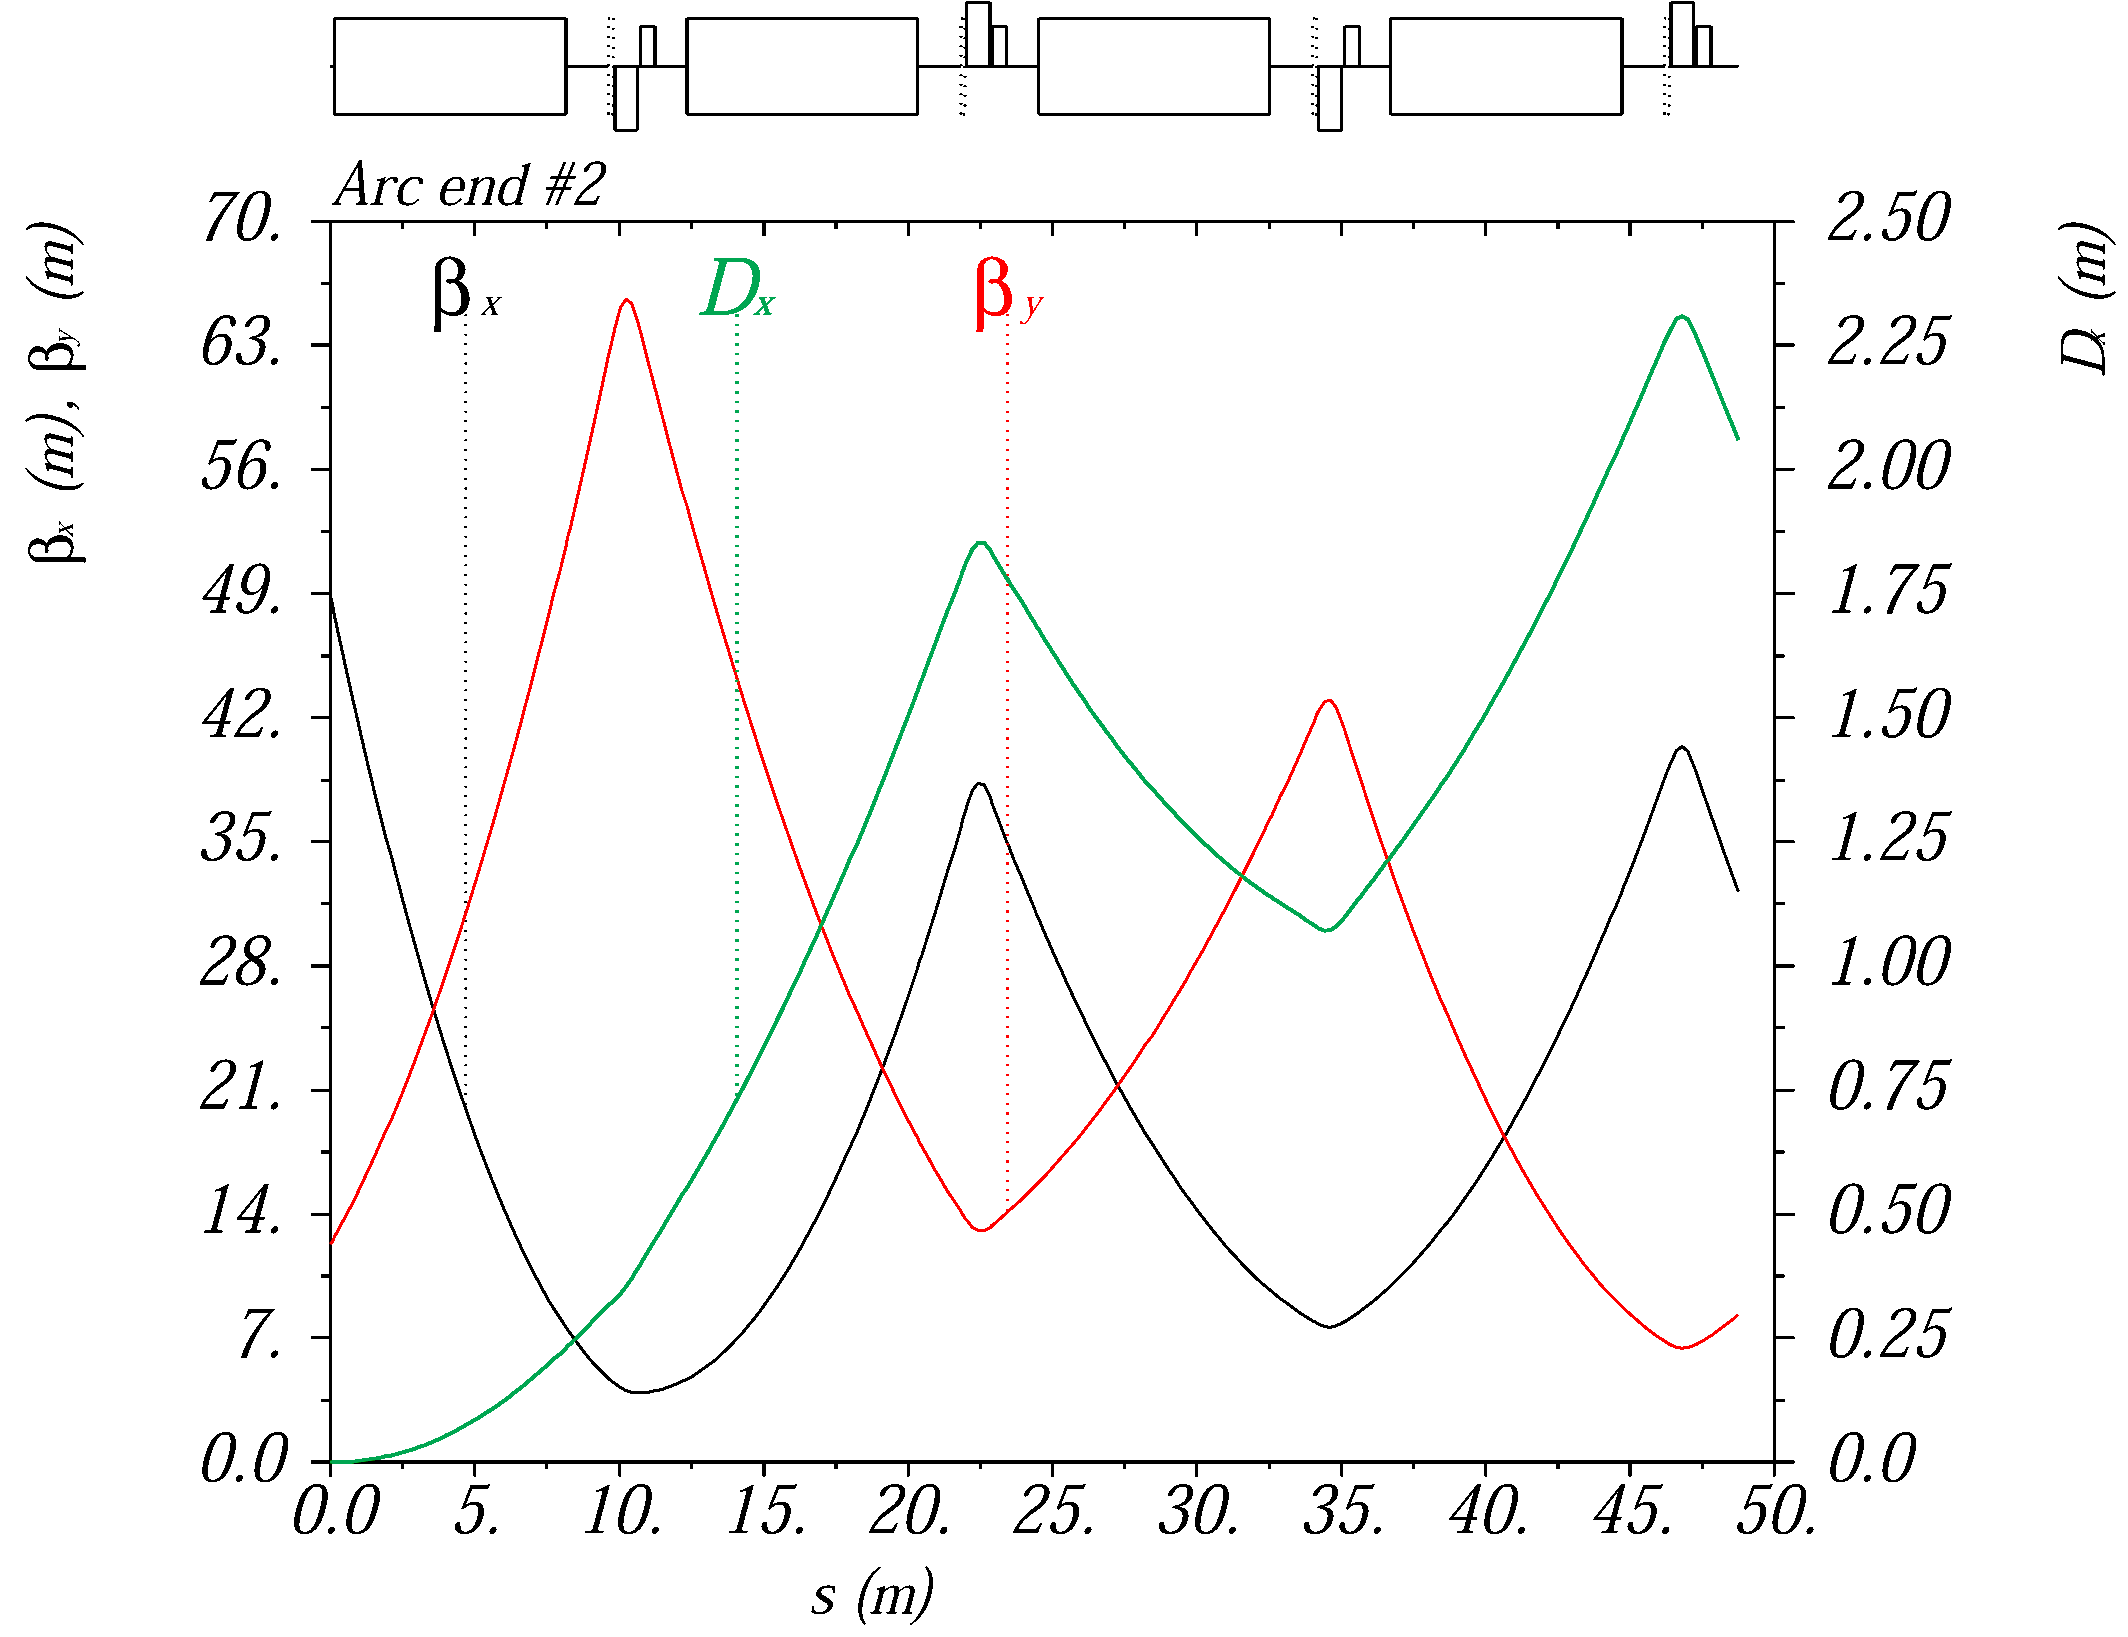 Arc end #2
βx (m), βy (m)
70.
63.
56.
49.
42.
35.
28.
21.
14.
7.
0.0
βx
Dx
βy
2.50
2.25
2.00
1.75
1.50
1.25
1.00
0.75
0.50
0.25
0.0
Dx (m)
0.0 5. 10. 15. 20. 25. 30. 35. 40. 45. 50.
s (m)